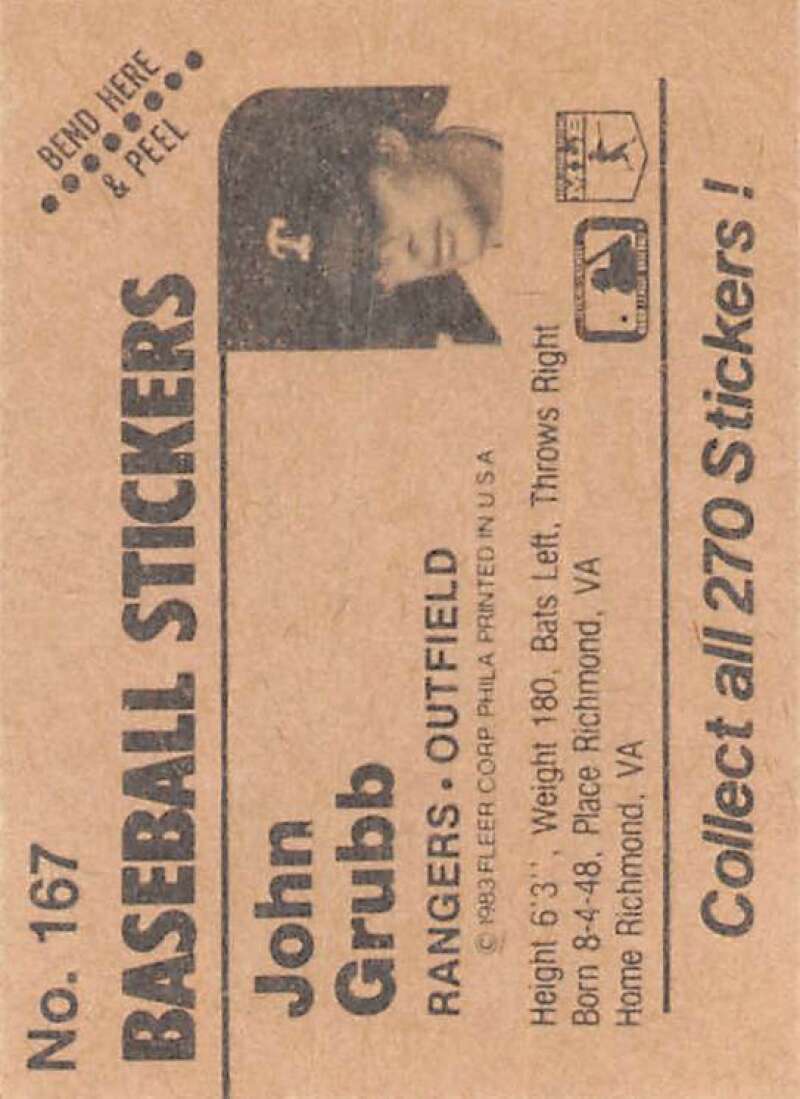 No. 167
BEND HERE
& PEEL
BASEBALL STICKERS
T
John
Grubb
RANGERS • OUTFIELD
© 1983 FLEER CORP PHILA PRINTED IN U S A
Height 6'3'', Weight 180, Bats Left, Throws Right
Born 8-4-48, Place Richmond, VA
Home Richmond, VA
Collect all 270 Stickers!